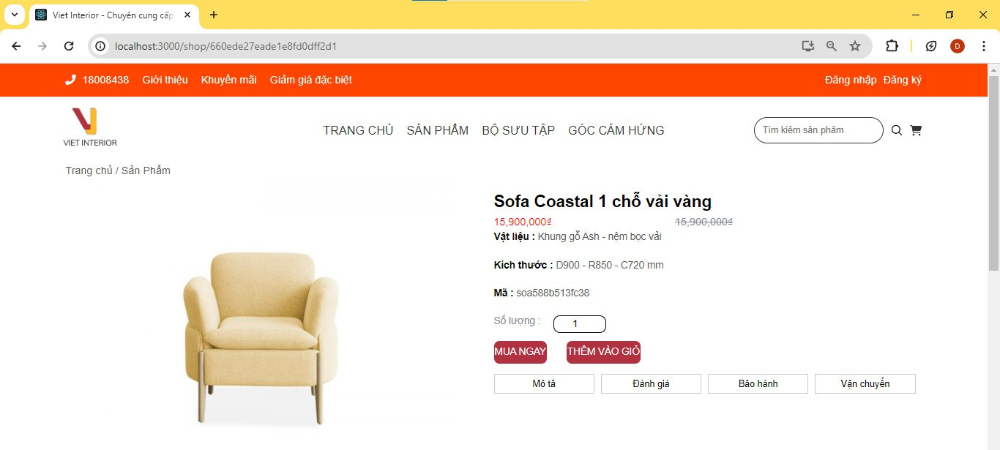 Viet Interior - Chuyên cung cấp
localhost:3000/shop/660ede27eade1e8fd0dff2d1
D
18008438 Giới thiệu Khuyến mãi Giảm giá đặc biệt Đăng nhập Đăng ký
VIET INTERIOR
TRANG CHỦ SẢN PHẨM BỘ SƯU TẬP GÓC CẢM HỨNG Tìm kiếm sản phẩm
Trang chủ / Sản Phẩm
Sofa Coastal 1 chỗ vải vàng
15,900,000₫ 15,900,000₫
Vật liệu : Khung gỗ Ash - nệm bọc vải
Kích thước : D900 - R850 - C720 mm
Mã : soa588b513fc38
Số lượng : 1
MUA NGAY THÊM VÀO GIỎ
Mô tả Đánh giá Bảo hành Vận chuyển